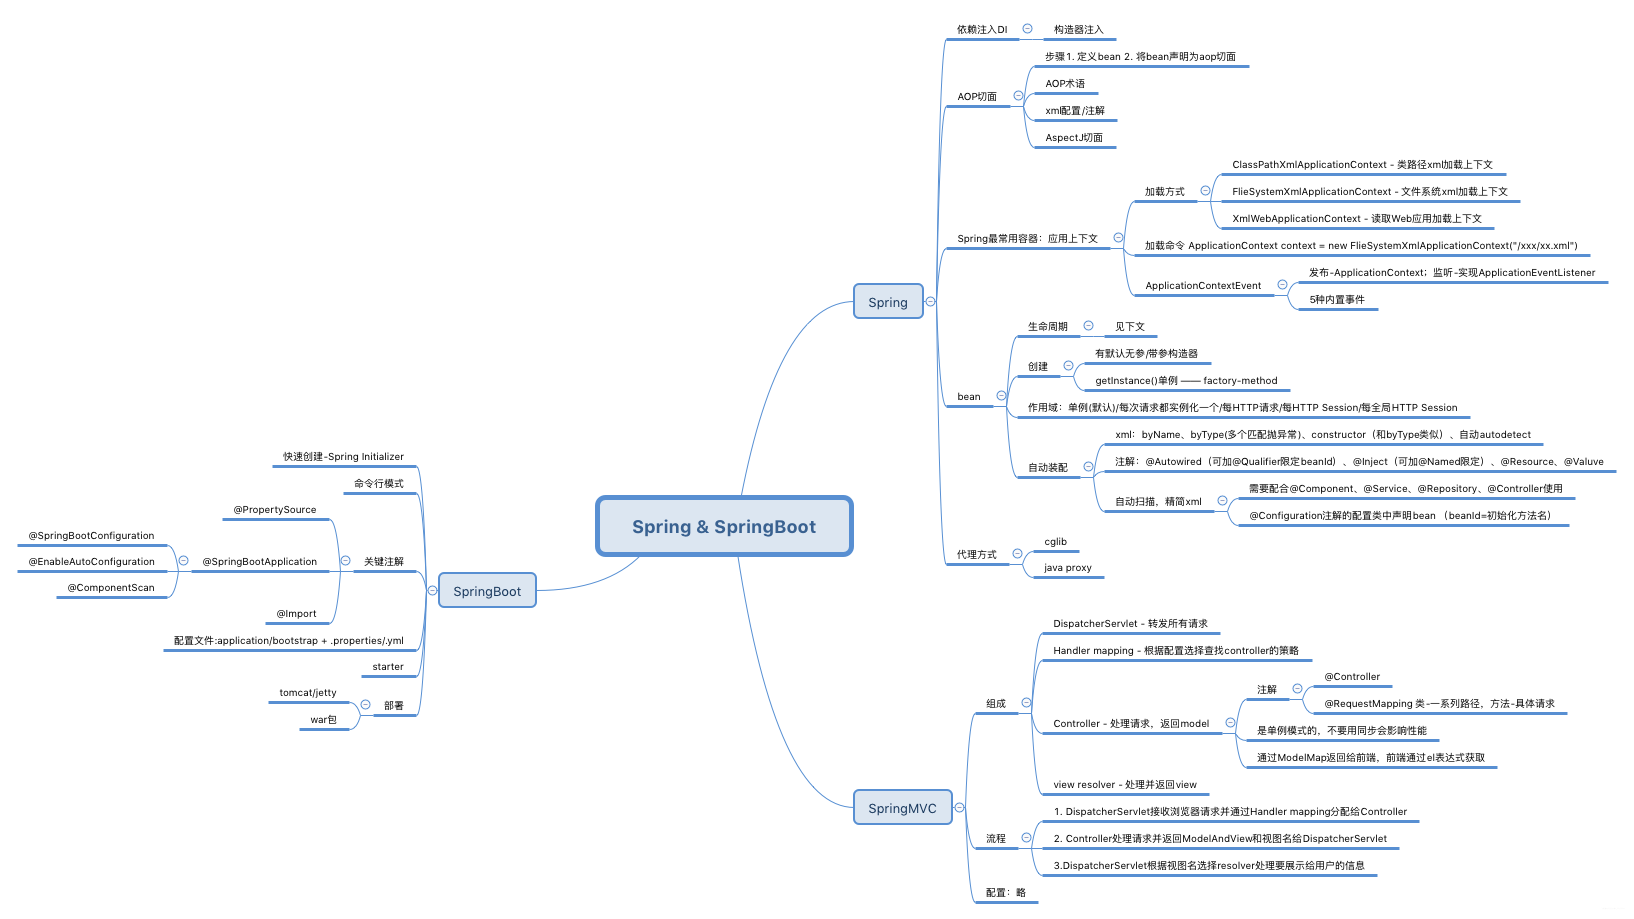 Spring & SpringBoot
Spring
依赖注入DI
构造器注入
AOP切面
步骤1. 定义bean 2. 将bean声明为aop切面
AOP术语
xml配置/注解
AspectJ切面
Spring最常用容器：应用上下文
加载方式
ClassPathXmlApplicationContext - 类路径xml加载上下文
FlieSystemXmlApplicationContext - 文件系统xml加载上下文
XmlWebApplicationContext - 读取Web应用加载上下文
加载命令 ApplicationContext context = new FlieSystemXmlApplicationContext("/xxx/xx.xml")
ApplicationContextEvent
发布-ApplicationContext；监听-实现ApplicationEventListener
5种内置事件
bean
生命周期
见下文
创建
有默认无参/带参构造器
getInstance()单例 —— factory-method
作用域：单例(默认)/每次请求都实例化一个/每HTTP请求/每HTTP Session/每全局HTTP Session
自动装配
xml：byName、byType(多个匹配抛异常)、constructor（和byType类似）、自动autodetect
注解：@Autowired（可加@Qualifier限定beanId）、@Inject（可加@Named限定）、@Resource、@Valuve
自动扫描，精简xml
需要配合@Component、@Service、@Repository、@Controller使用
@Configuration注解的配置类中声明bean （beanId=初始化方法名）
代理方式
cglib
java proxy
SpringBoot
快速创建-Spring Initializer
命令行模式
关键注解
@PropertySource
@SpringBootApplication
@SpringBootConfiguration
@EnableAutoConfiguration
@ComponentScan
@Import
配置文件:application/bootstrap + .properties/.yml
starter
部署
tomcat/jetty
war包
SpringMVC
组成
DispatcherServlet - 转发所有请求
Handler mapping - 根据配置选择查找controller的策略
Controller - 处理请求，返回model
注解
@Controller
@RequestMapping 类-一系列路径，方法-具体请求
是单例模式的，不要用同步会影响性能
通过ModelMap返回给前端，前端通过el表达式获取
view resolver - 处理并返回view
流程
1. DispatcherServlet接收浏览器请求并通过Handler mapping分配给Controller
2. Controller处理请求并返回ModelAndView和视图名给DispatcherServlet
3.DispatcherServlet根据视图名选择resolver处理要展示给用户的信息
配置：略